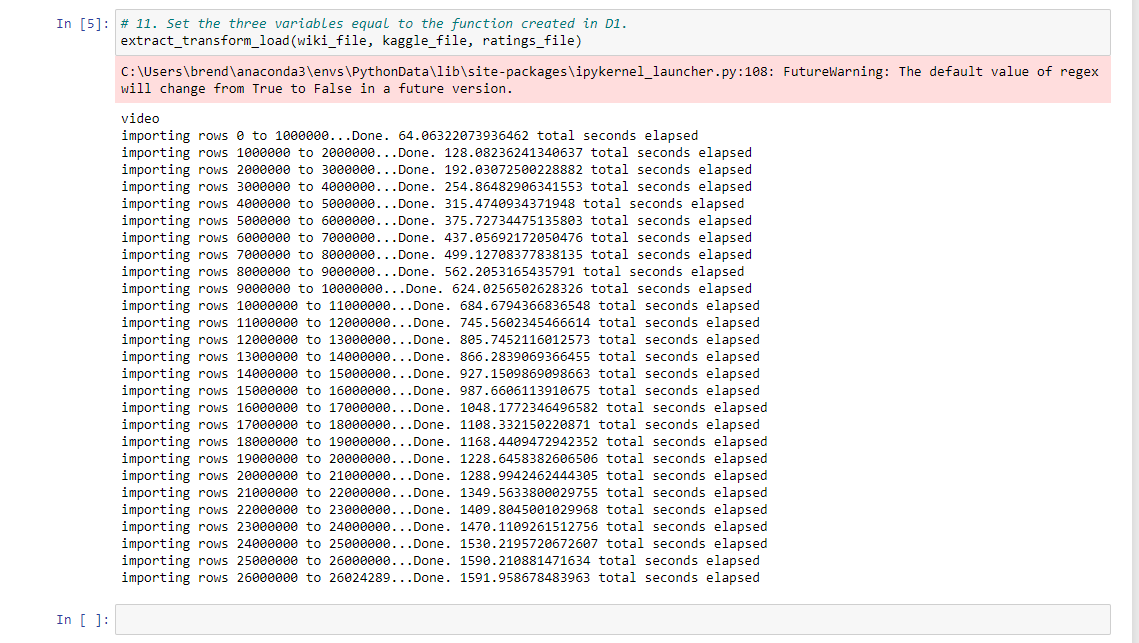 In [5]: # 11. Set the three variables equal to the function created in D1.
extract_transform_load(wiki_file, kaggle_file, ratings_file)
C:\Users\brend\anaconda3\envs\PythonData\lib\site-packages\ipykernel_launcher.py:108: FutureWarning: The default value of regex
will change from True to False in a future version.
video
importing rows 0 to 1000000...Done. 64.06322073936462 total seconds elapsed
importing rows 1000000 to 2000000...Done. 128.08236241340637 total seconds elapsed
importing rows 2000000 to 3000000...Done. 192.03072500228882 total seconds elapsed
importing rows 3000000 to 4000000...Done. 254.86482906341553 total seconds elapsed
importing rows 4000000 to 5000000...Done. 315.4740934371948 total seconds elapsed
importing rows 5000000 to 6000000...Done. 375.72734475135803 total seconds elapsed
importing rows 6000000 to 7000000...Done. 437.05692172050476 total seconds elapsed
importing rows 7000000 to 8000000...Done. 499.12708377838135 total seconds elapsed
importing rows 8000000 to 9000000...Done. 562.2053165435791 total seconds elapsed
importing rows 9000000 to 10000000...Done. 624.0256502628326 total seconds elapsed
importing rows 10000000 to 11000000...Done. 684.6794366836548 total seconds elapsed
importing rows 11000000 to 12000000...Done. 745.5602345466614 total seconds elapsed
importing rows 12000000 to 13000000...Done. 805.7452116012573 total seconds elapsed
importing rows 13000000 to 14000000...Done. 866.2839069366455 total seconds elapsed
importing rows 14000000 to 15000000...Done. 927.1509869098663 total seconds elapsed
importing rows 15000000 to 16000000...Done. 987.6606113910675 total seconds elapsed
importing rows 16000000 to 17000000...Done. 1048.1772346496582 total seconds elapsed
importing rows 17000000 to 18000000...Done. 1108.332150220871 total seconds elapsed
importing rows 18000000 to 19000000...Done. 1168.4409472942352 total seconds elapsed
importing rows 19000000 to 20000000...Done. 1228.6458382606506 total seconds elapsed
importing rows 20000000 to 21000000...Done. 1288.9942462444305 total seconds elapsed
importing rows 21000000 to 22000000...Done. 1349.5633800029755 total seconds elapsed
importing rows 22000000 to 23000000...Done. 1409.8045001029968 total seconds elapsed
importing rows 23000000 to 24000000...Done. 1470.1109261512756 total seconds elapsed
importing rows 24000000 to 25000000...Done. 1530.2195720672607 total seconds elapsed
importing rows 25000000 to 26000000...Done. 1590.210881471634 total seconds elapsed
importing rows 26000000 to 26024289...Done. 1591.958678483963 total seconds elapsed
In [ ]: